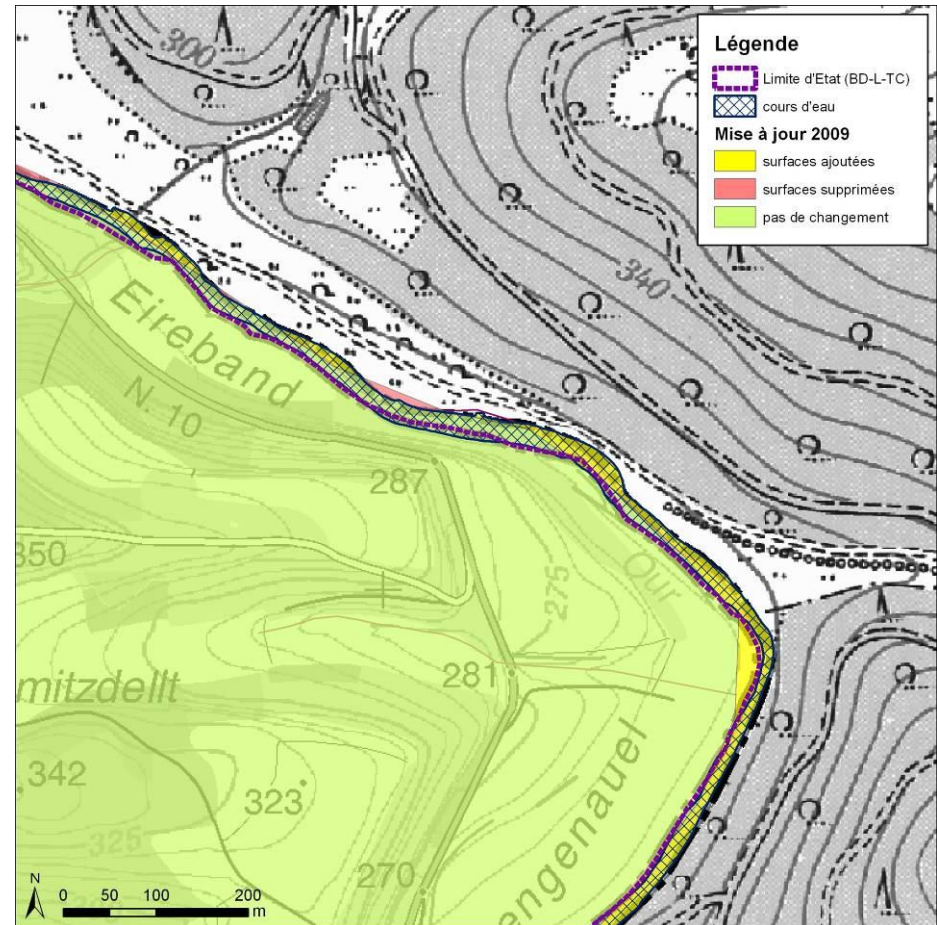 Légende
Limite d'Etat (BD-L-TC)
cours d'eau
Mise à jour 2009
surfaces ajoutées
surfaces supprimées
pas de changement
300
340
Eireband
N. 10
287
350
Our
275
281
mitzdellt
342
323
325
270
engenauel
N
0 50 100 200
m